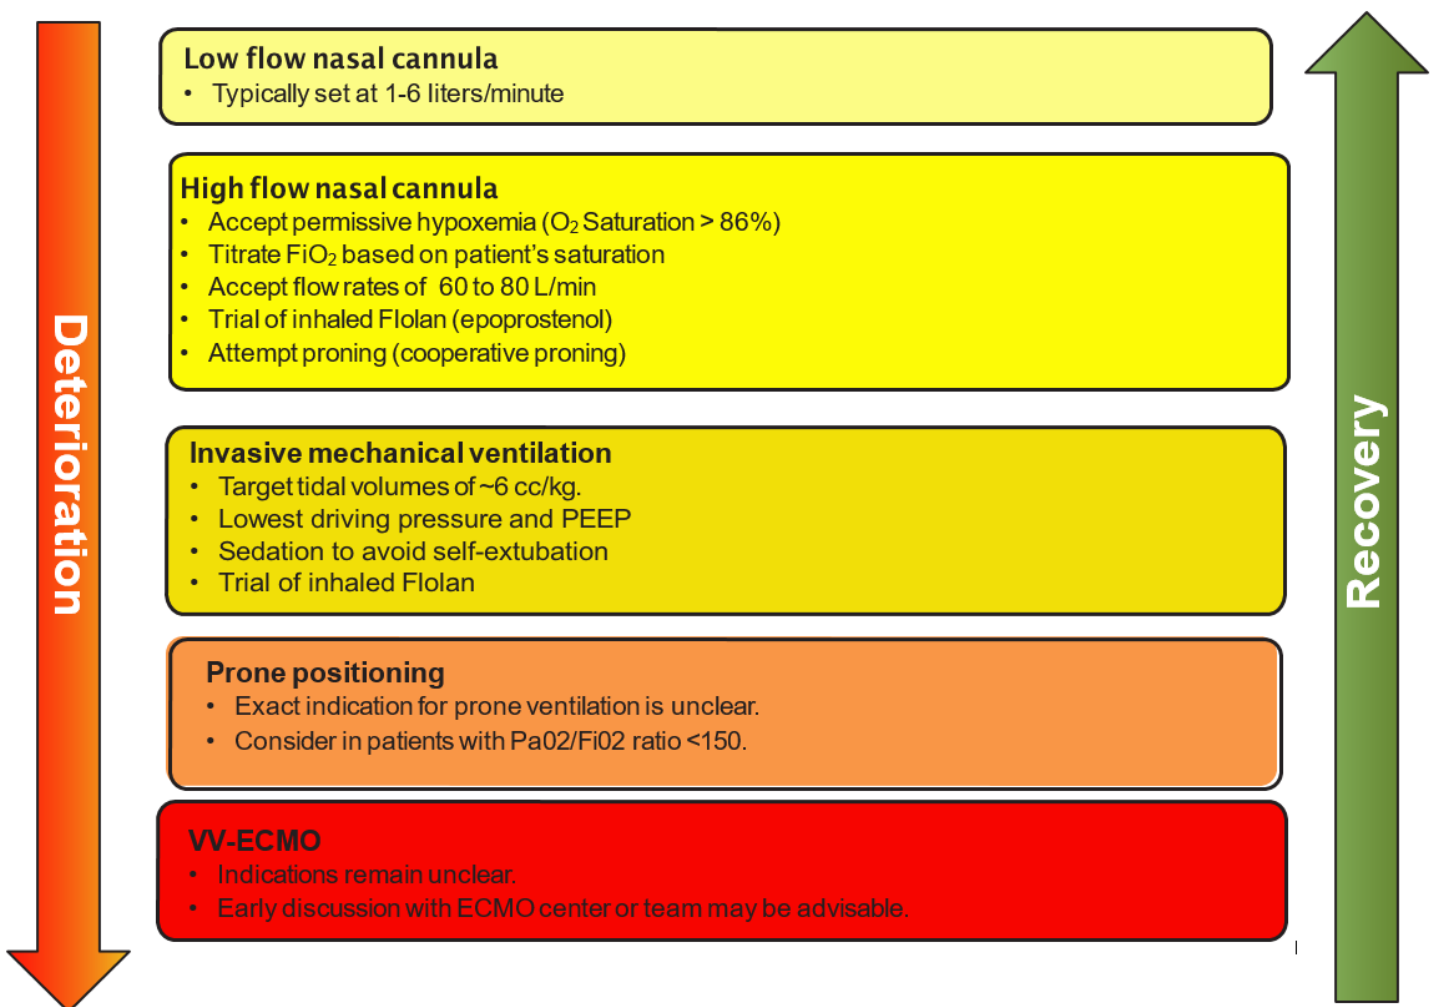 Deterioration
Low flow nasal cannula
• Typically set at 1-6 liters/minute
High flow nasal cannula
• Accept permissive hypoxemia (O₂ Saturation > 86%)
• Titrate FiO₂ based on patient's saturation
• Accept flow rates of 60 to 80 L/min
• Trial of inhaled Flolan (epoprostenol)
• Attempt proning (cooperative proning)
Invasive mechanical ventilation
• Target tidal volumes of ~6 cc/kg.
• Lowest driving pressure and PEEP
• Sedation to avoid self-extubation
• Trial of inhaled Flolan
Prone positioning
• Exact indication for prone ventilation is unclear.
• Consider in patients with Pa02/Fi02 ratio <150.
VV-ECMO
• Indications remain unclear.
• Early discussion with ECMO center or team may be advisable.
Recovery